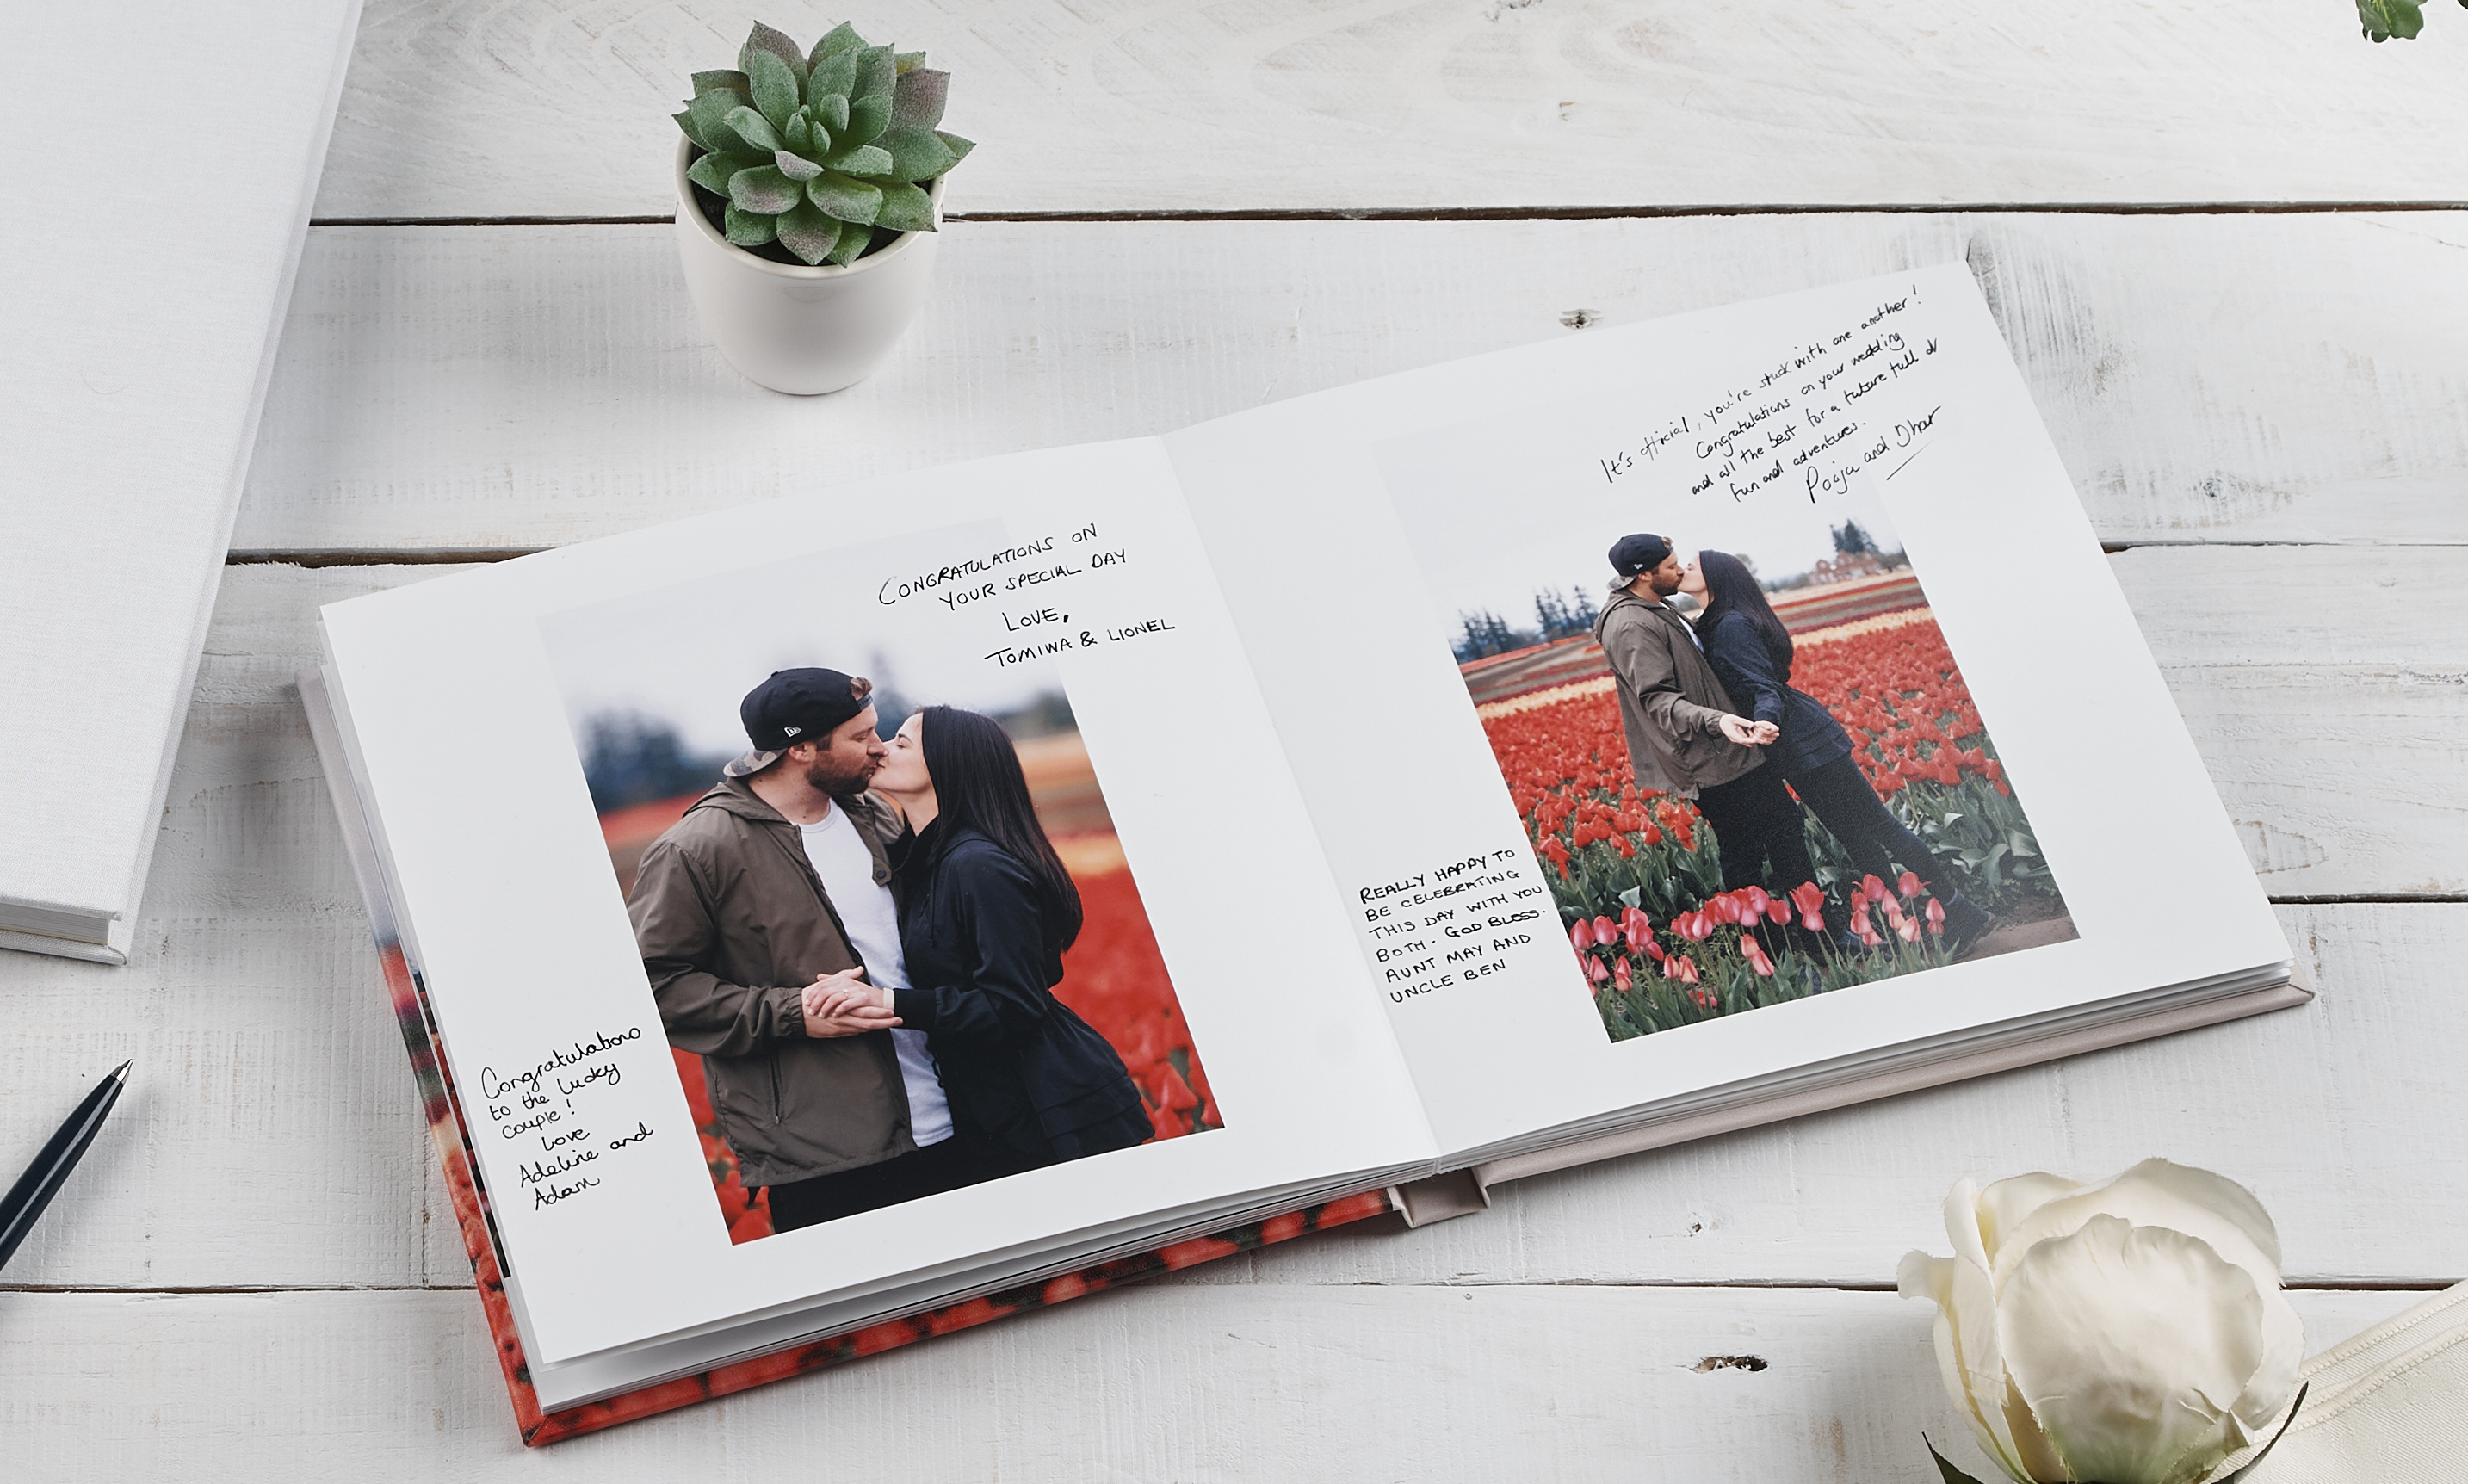 CONGRATULATIONS ON
YOUR SPECIAL DAY
LOVE,
TOMIWA & LIONEL
Congratulations
to the lucky
couple!
Love
Adeline and
Adam
It's official, you're stuck with one another!
Congratulations on your wedding
and all the best for a future full of
fun and adventures.
Pooja and Dhar
REALLY HAPPY TO
BE CELEBRATING
THIS DAY WITH YOU
BOTH. GOD BLESS.
AUNT MAY AND
UNCLE BEN